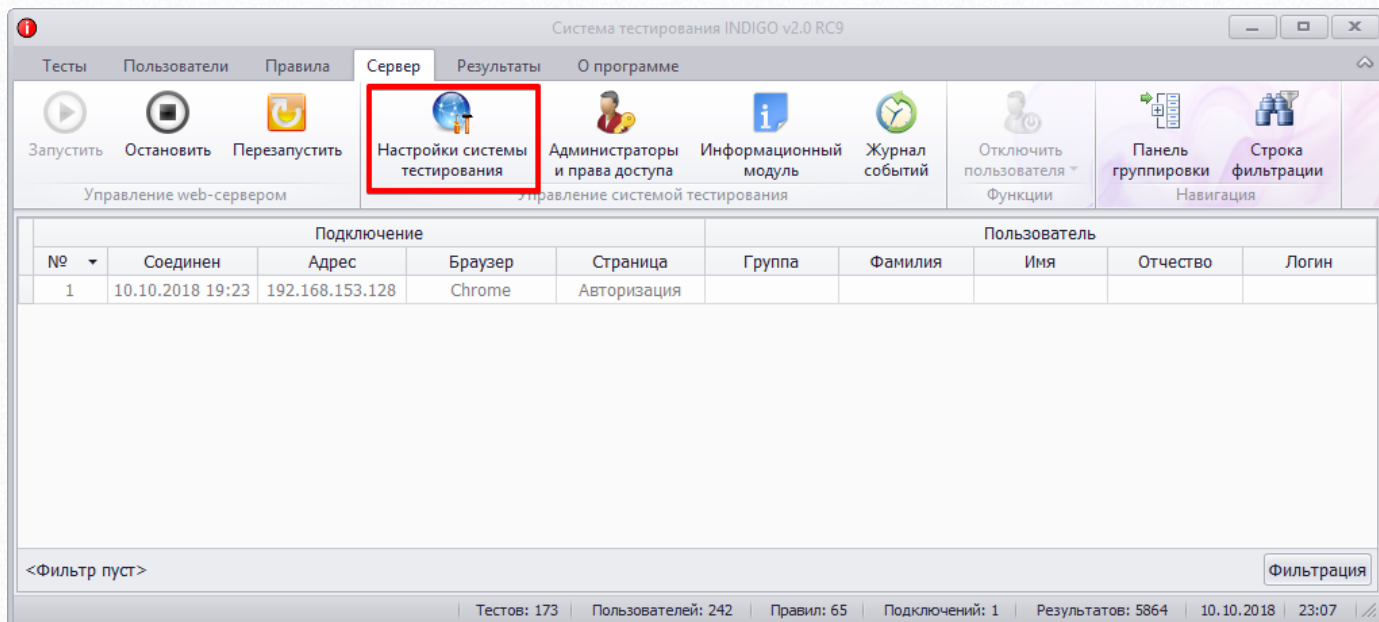 Система тестирования INDIGO v2.0 RC9
Тесты Пользователи Правила Сервер Результаты О программе
Запустить Остановить Перезапустить Настройки системы тестирования Администраторы и права доступа Информационный модуль Журнал событий Отключить пользователя Панель группировки Строка фильтрации
Управление web-сервером Управление системой тестирования Функции Навигация
Подключение Пользователь
№ Соединен Адрес Браузер Страница Группа Фамилия Имя Отчество Логин
1 10.10.2018 19:23 192.168.153.128 Chrome Авторизация
<Фильтр пуст> Фильтрация
Тестов: 173 Пользователей: 242 Правил: 65 Подключений: 1 Результатов: 5864 10.10.2018 23:07